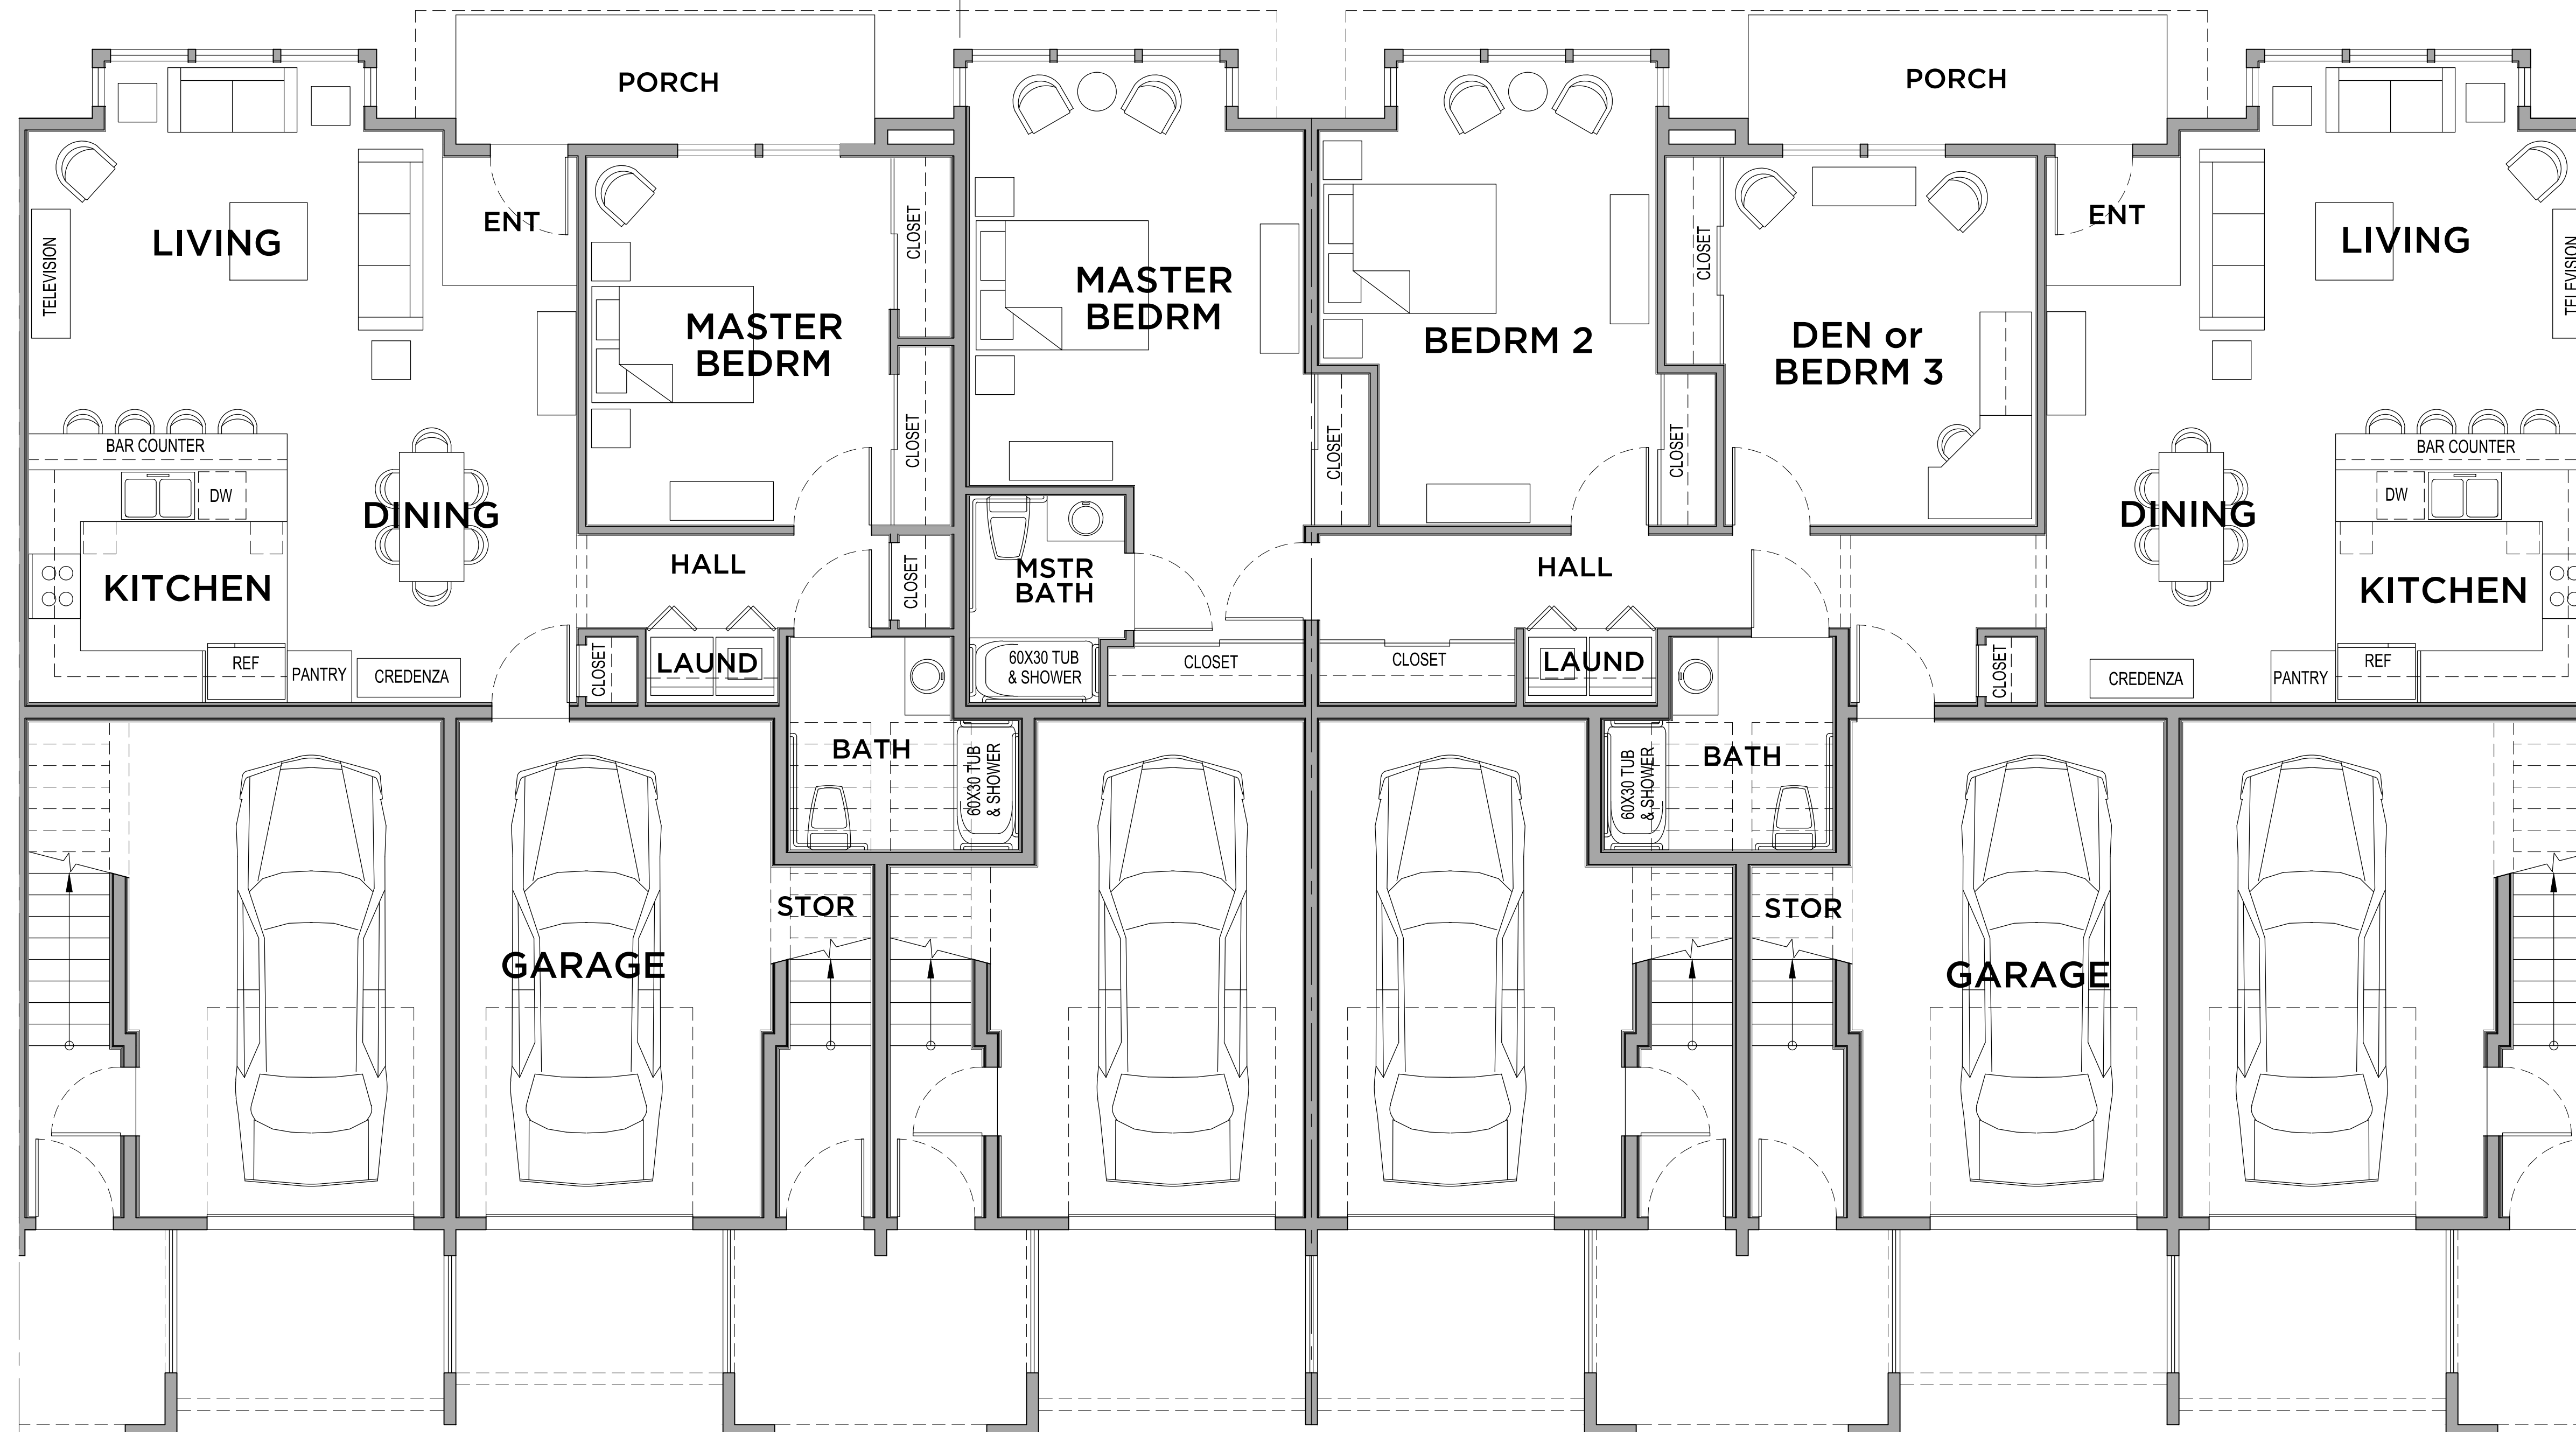 PORCH
PORCH
ENT
ENT
LIVING
TELEVISION
CLOSET
MASTER
BEDRM
MASTER
BEDRM
BEDRM 2
CLOSET
DEN or
BEDRM 3
LIVING
TELEVISION
BAR COUNTER
DW
DINING
KITCHEN
REF
PANTRY
CREDENZA
CLOSET
CLOSET
HALL
CLOSET
LAUND
MSTR
BATH
60X30 TUB
& SHOWER
CLOSET
CLOSET
CLOSET
CLOSET
HALL
LAUND
CLOSET
DINING
BAR COUNTER
DW
KITCHEN
CREDENZA
PANTRY
REF
BATH
60X30 TUB
& SHOWER
60X30 TUB
& SHOWER
BATH
STOR
STOR
GARAGE
GARAGE